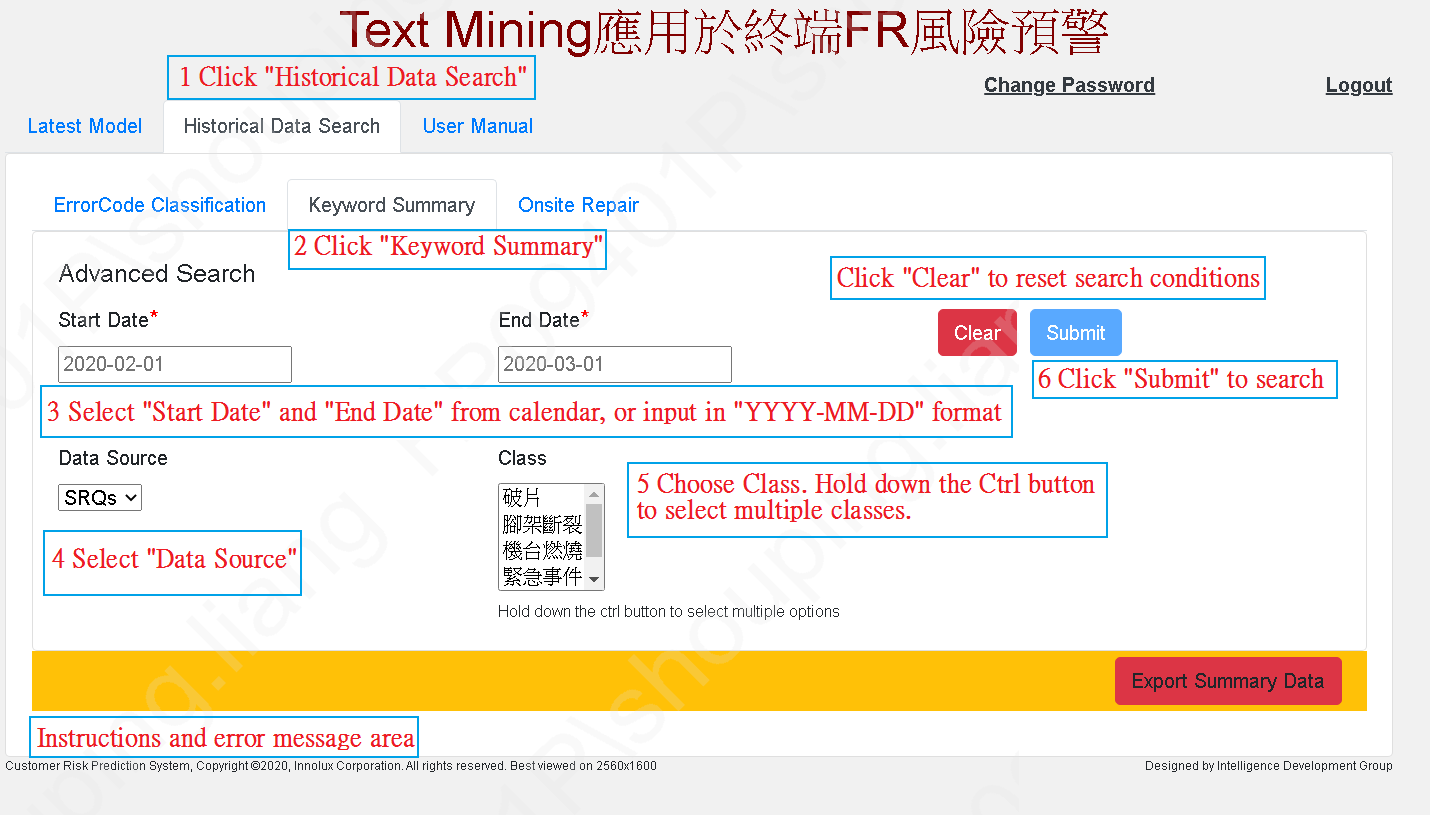 Text Mining應用於終端FR風險預警
1 Click "Historical Data Search"
Change Password
Logout
Latest Model
Historical Data Search
User Manual
ErrorCode Classification
Keyword Summary
Onsite Repair
2 Click "Keyword Summary"
Advanced Search
Click "Clear" to reset search conditions
Start Date*
End Date*
Clear
Submit
2020-02-01
2020-03-01
6 Click "Submit" to search
3 Select "Start Date" and "End Date" from calendar, or input in "YYYY-MM-DD" format
Data Source
Class
SRQs
破片
腳架斷裂
機台燃燒
緊急事件
5 Choose Class. Hold down the Ctrl button
to select multiple classes.
4 Select "Data Source"
Hold down the ctrl button to select multiple options
Export Summary Data
Instructions and error message area
Customer Risk Prediction System, Copyright ©2020, Innolux Corporation. All rights reserved. Best viewed on 2560x1600
Designed by Intelligence Development Group